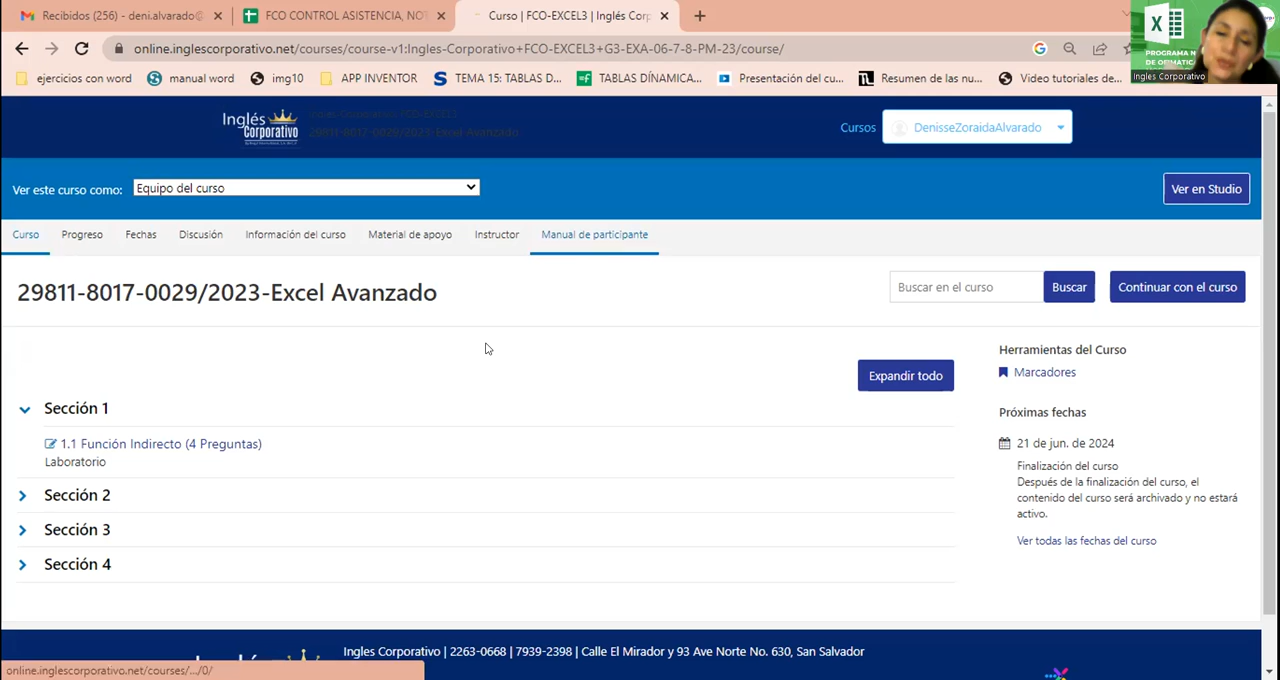 Recibidos (256) - deni.alvarado@
FCO CONTROL ASISTENCIA, NOT
Curso | FCO-EXCEL3 | Inglés Corp
online.inglescorporativo.net/courses/course-v1:Ingles-Corporativo+FCO-EXCEL3+G3-EXA-06-7-8-PM-23/course/
ejercicios con word
manual word
img10
APP INVENTOR
TEMA 15: TABLAS D...
TABLAS DÍNAMICA...
Presentación del cu...
Resumen de las nu...
Video tutoriales de...
PROGRAMA N
Ingles Corporativo
Inglés
Corporativo
29811-8017-0029/2023-Excel Avanzado
Cursos
DenisseZoraidaAlvarado
Ver este curso como:
Equipo del curso
Ver en Studio
Curso
Progreso
Fechas
Discusión
Información del curso
Material de apoyo
Instructor
Manual de participante
29811-8017-0029/2023-Excel Avanzado
Buscar en el curso
Buscar
Continuar con el curso
Expandir todo
Sección 1
1.1 Función Indirecto (4 Preguntas)
Laboratorio
Sección 2
Sección 3
Sección 4
Herramientas del Curso
Marcadores
Próximas fechas
21 de jun. de 2024
Finalización del curso
Después de la finalización del curso, el
contenido del curso será archivado y no estará
activo.
Ver todas las fechas del curso
Ingles Corporativo | 2263-0668 | 7939-2398 | Calle El Mirador y 93 Ave Norte No. 630, San Salvador
online.inglescorporativo.net/courses/.../0/